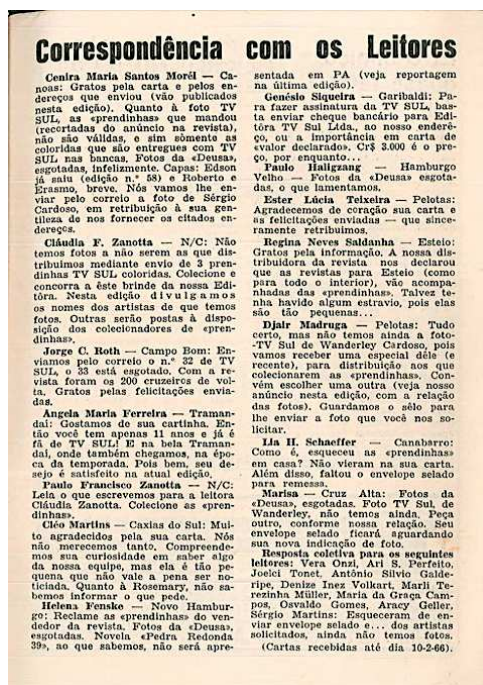 Correspondência com os Leitores
Cenira Maria Santos Morél — Ca-
noas: Gratos pela carta e pelos en-
dereços que enviou (vão publicados
nesta edição). Quanto à foto TV
SUL, as «prendinhas» que mandou
(recortadas do anúncio na revista),
não são válidas, e sim sòmente as
coloridas que são entregues com TV
SUL nas bancas. Fotos da «Deusa»,
esgotadas, infelizmente. Capas: Edson
já saiu (edição n.º 58) e Roberto e
Erasmo, breve. Nós vamos lhe en-
viar pelo correio a foto de Sérgio
Cardoso, em retribuição à sua gen-
tileza de nos fornecer os citados en-
dereços.
Cláudia F. Zanotta — N/C: Não
temos fotos a não serem as que dis-
tribuimos mediante envio de 3 pren-
dinhas TV SUL coloridas. Colecione e
concorra a êste brinde da nossa Edi-
tôra. Nesta edição divulgamos
os nomes dos artistas de que temos
fotos. Outras serão postas à dispo-
sição dos colecionadores de «pren-
dinhas».
Jorge C. Roth — Campo Bom: En-
viamos pelo correio o n.º 32 de TV
SUL, o 33 está esgotado. Com a re-
vista foram os 200 cruzeiros de vol-
ta. Gratos pelas felicitações envia-
das.
Angela Maria Ferreira — Traman-
daí: Gostamos de sua cartinha. En-
tão você tem apenas 11 anos e já é
fã de TV SUL! E na Traman-
daí, onde também chegamos, na épo-
ca da temporada. Pois bem, seu de-
sejo é satisfeito na atual edição.
Paulo Francisco Zanotta — N/C:
Leia o que escrevemos para a leitora
Cláudia Zanotta. Colecione as «pren-
dinhas».
Cléo Martins — Caxias do Sul: Mui-
to agradecidos pela sua carta. Nós
não merecemos tanto. Compreende-
mos sua curiosidade em saber algo
da nossa equipe, mas ela é tão pe-
quena que não vale a pena ser no-
ticiada. Quanto à Rosemary, não sa-
bemos informar o que pede.
Helena Fenske — Novo Hambur-
go: Reclame as «prendinhas» do ven-
dedor da revista. Fotos da «Deusa»,
esgotadas. Novela «Pedra Redonda
39», ao que sabemos, não será apre-
sentada em PA (veja reportagem
na última edição).
Genésio Siqueira — Garibaldi: Pa-
ra fazer assinatura da TV SUL, bas-
ta enviar cheque bancário para Edi-
tôra TV Sul Ltda., no nosso endere-
ço, ou a importância em carta de
«valor declarado». Cr$ 3.000 é o pre-
ço, por enquanto...
Paulo Haligzang — Hamburgo
Velho — Fotos da «Deusa» esgota-
das, o que lamentamos.
Ester Lúcia Teixeira — Pelotas:
Agradecemos de coração sua carta e
as felicitações enviadas — que since-
ramente retribuimos.
Regina Neves Saldanha — Esteio:
Gratos pela informação. A nossa dis-
tribuidora da revista nos declarou
que as revistas para Esteio (como
para todo o interior), vão acompa-
nhadas das «prendinhas». Talvez te-
nha havido algum estravio, pois elas
são tão pequenas...
Djair Madruga — Pelotas: Tudo
certo, mas não temos ainda a foto-
-TV Sul de Wanderley Cardoso, pois
vamos receber uma especial dêle (e
recente), para distribuição aos que
colecionarem as «prendinhas». Con-
vém escolher uma outra (veja nosso
anúncio nesta edição, com a relação
das fotos). Guardamos o sêlo para
lhe enviar a foto que você nos so-
licitar.
Lia H. Schaeffer — Canabarro:
Como é, esqueceu as «prendinhas»
em casa? Não vieram na sua carta.
Além disso, faltou o envelope selado
para remessa.
Marisa — Cruz Alta: Fotos da
«Deusa», esgotadas. Foto TV Sul, de
Wanderley, não temos ainda. Peça
outro, conforme nossa relação. Seu
envelope selado ficará aguardando
sua nova indicação de foto.
Resposta coletiva para os seguintes
leitores: Vera Onzi, Ari S. Perfeito,
Joelci Tonet, Antônio Silvio Galde-
ripe, Denize Inez Volkart, Marli Te-
rezinha Müller, Maria da Graça Cam-
pos, Osvaldo Gomes, Aracy Geller,
Sérgio Martins: Esqueceram de en-
viar envelope selado e... dos artistas
solicitados, ainda não temos fotos.
(Cartas recebidas até dia 10-2-66).